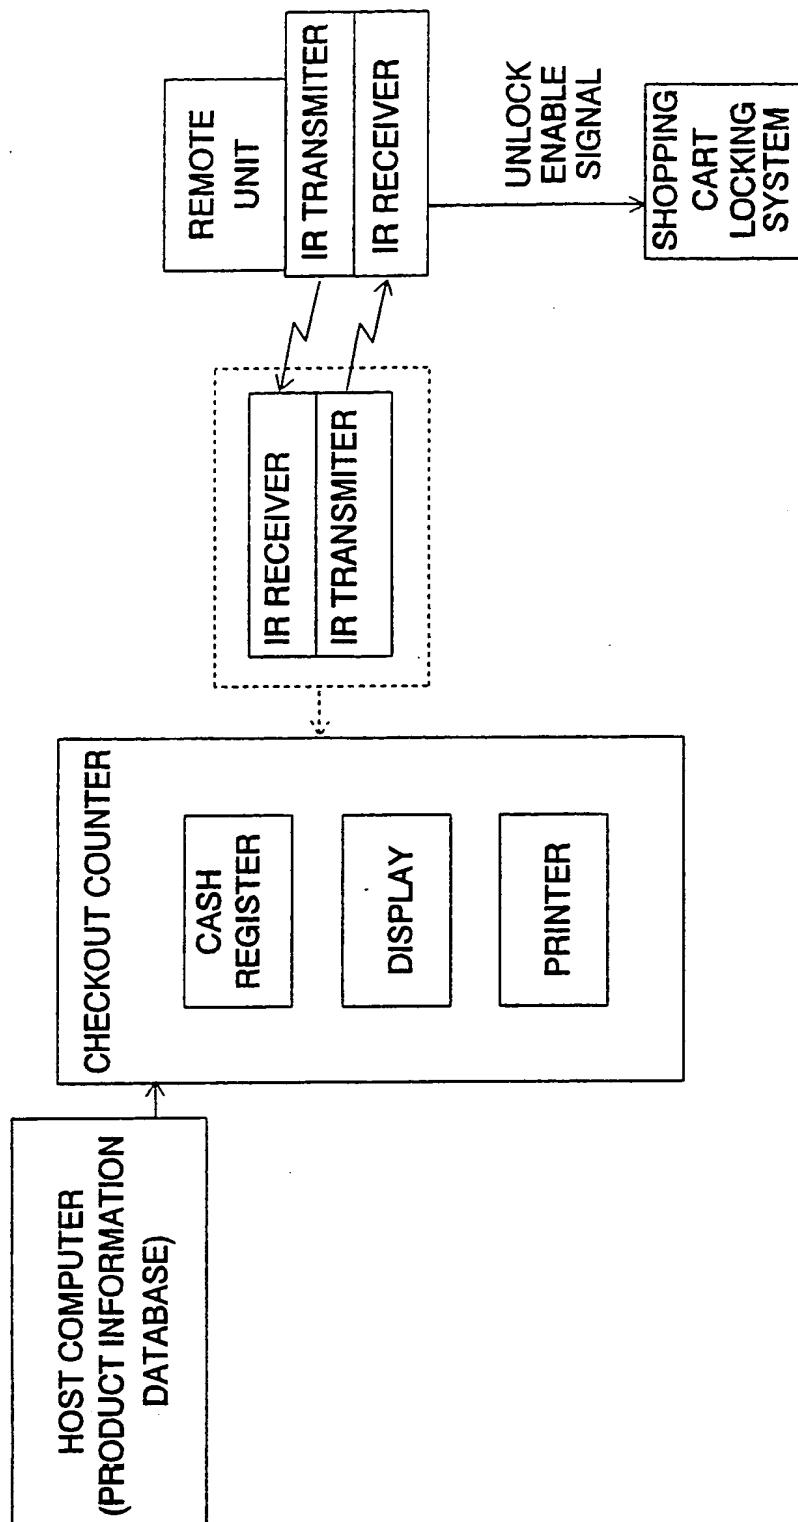 HOST COMPUTER
(PRODUCT INFORMATION
DATABASE)
CHECKOUT COUNTER
CASH
REGISTER
DISPLAY
PRINTER
IR RECEIVER
IR TRANSMITER
REMOTE
UNIT
IR TRANSMITER
IR RECEIVER
UNLOCK
ENABLE
SIGNAL
SHOPPING
CART
LOCKING
SYSTEM